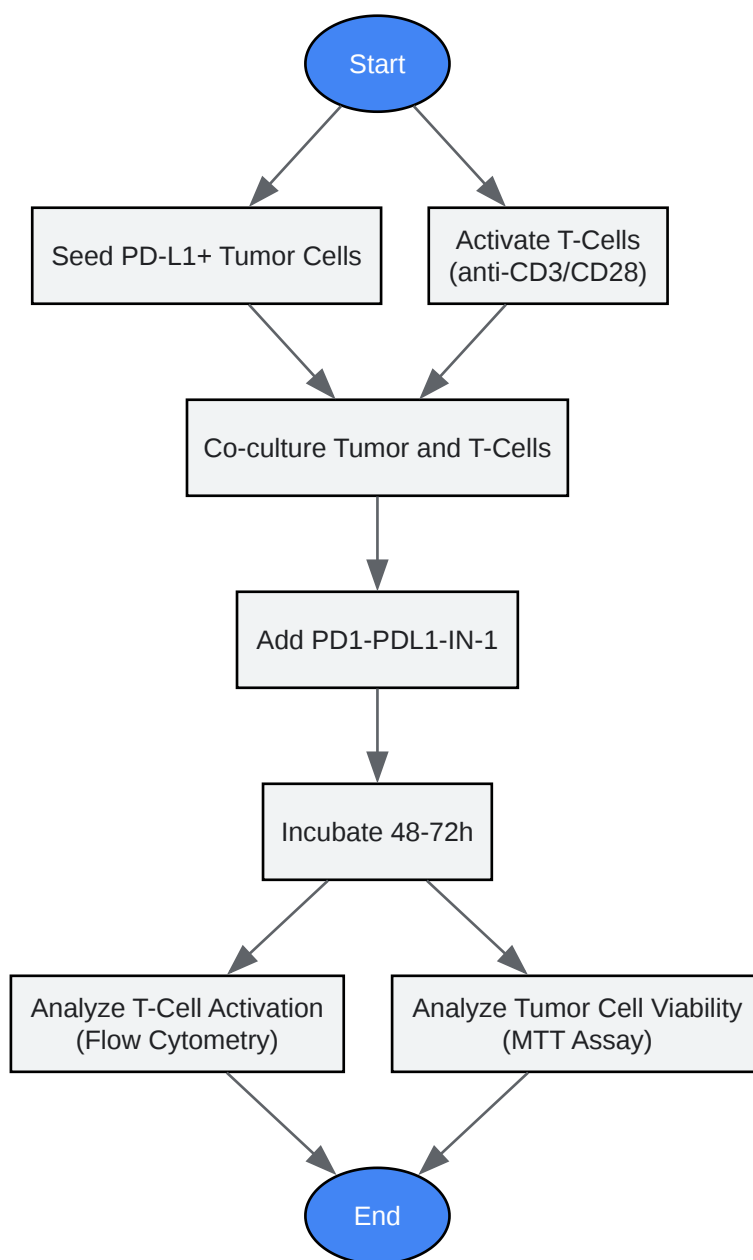 Start
Seed PD-L1+ Tumor Cells
Activate T-Cells
(anti-CD3/CD28)
Co-culture Tumor and T-Cells
Add PD1-PDL1-IN-1
Incubate 48-72h
Analyze T-Cell Activation
(Flow Cytometry)
Analyze Tumor Cell Viability
(MTT Assay)
End